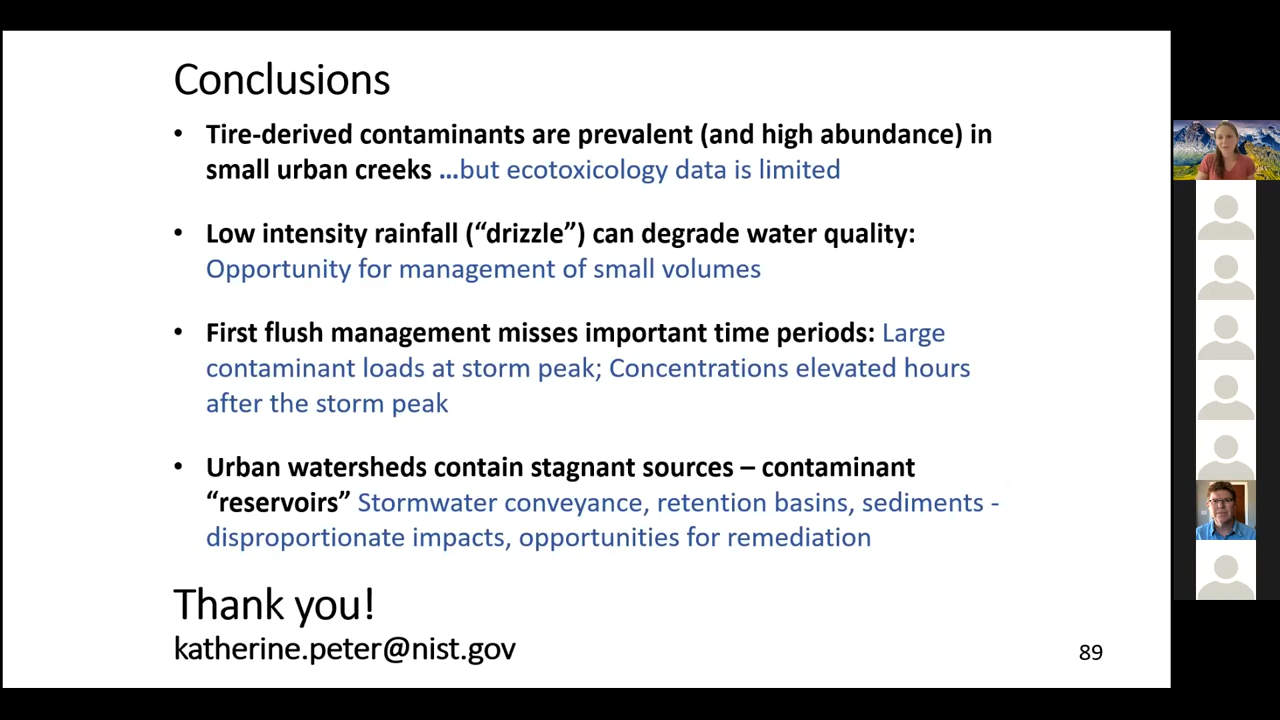 Conclusions
• Tire-derived contaminants are prevalent (and high abundance) in
small urban creeks ...but ecotoxicology data is limited
• Low intensity rainfall (“drizzle”) can degrade water quality:
Opportunity for management of small volumes
• First flush management misses important time periods: Large
contaminant loads at storm peak; Concentrations elevated hours
after the storm peak
• Urban watersheds contain stagnant sources – contaminant
“reservoirs” Stormwater conveyance, retention basins, sediments -
disproportionate impacts, opportunities for remediation
Thank you!
katherine.peter@nist.gov
89